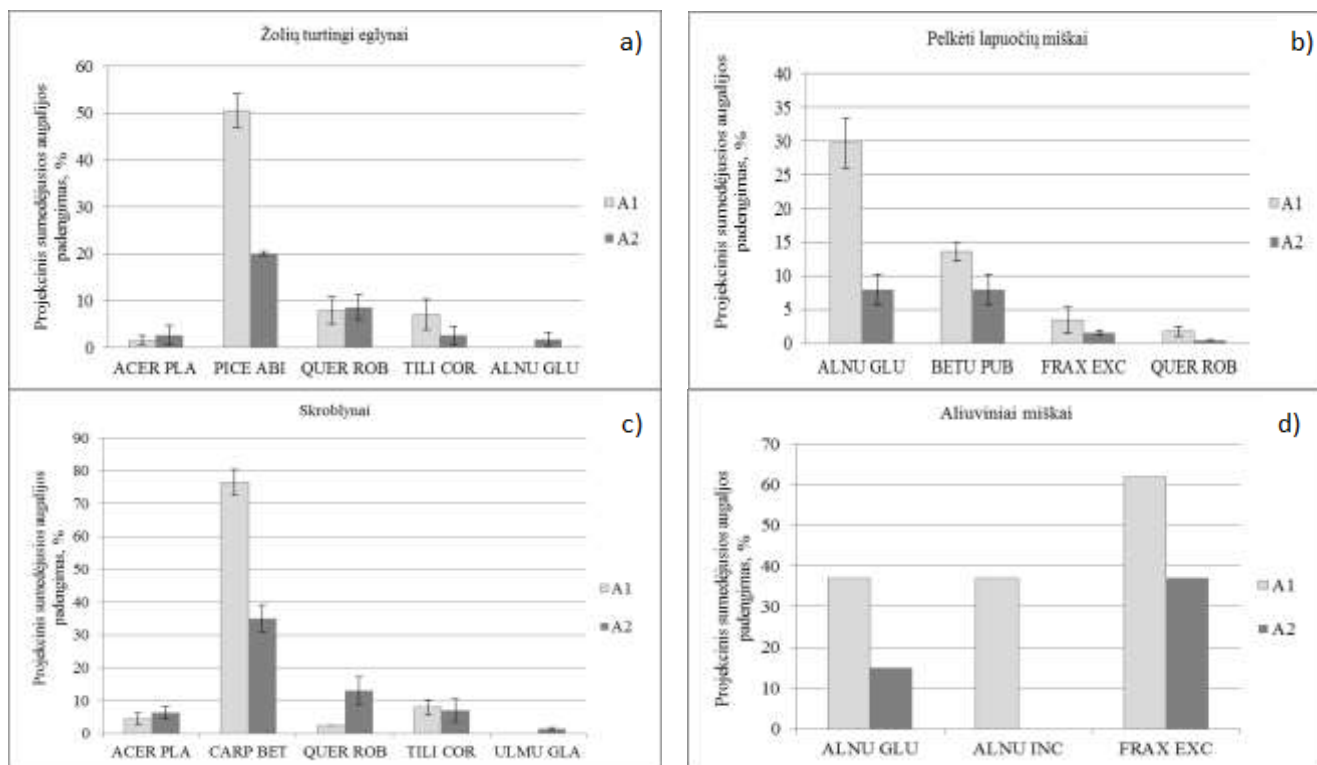 Žolių turtingi eglynai
a)
Projekcinis sumedėjusios augalijos
padengimas, %
60
50
40
30
20
10
0
ACER PLA PICE ABI QUER ROB TILI COR ALNU GLU
A1
A2
Pelkėti lapuočių miškai
b)
Projekcinis sumedėjusios augalijos
padengimas, %
40
35
30
25
20
15
10
5
0
ALNU GLU BETU PUB FRAX EXC QUER ROB
A1
A2
Skroblynai
c)
Projekcinis sumedėjusios augalijos
padengimas, %
90
80
70
60
50
40
30
20
10
0
ACER PLA CARP BET QUER ROB TILI COR ULMU GLA
A1
A2
Aliuviniai miškai
d)
Projekcinis sumedėjusios augaljos
padengimas, %
70
60
50
40
30
20
10
0
ALNU GLU ALNU INC FRAX EXC
A1
A2